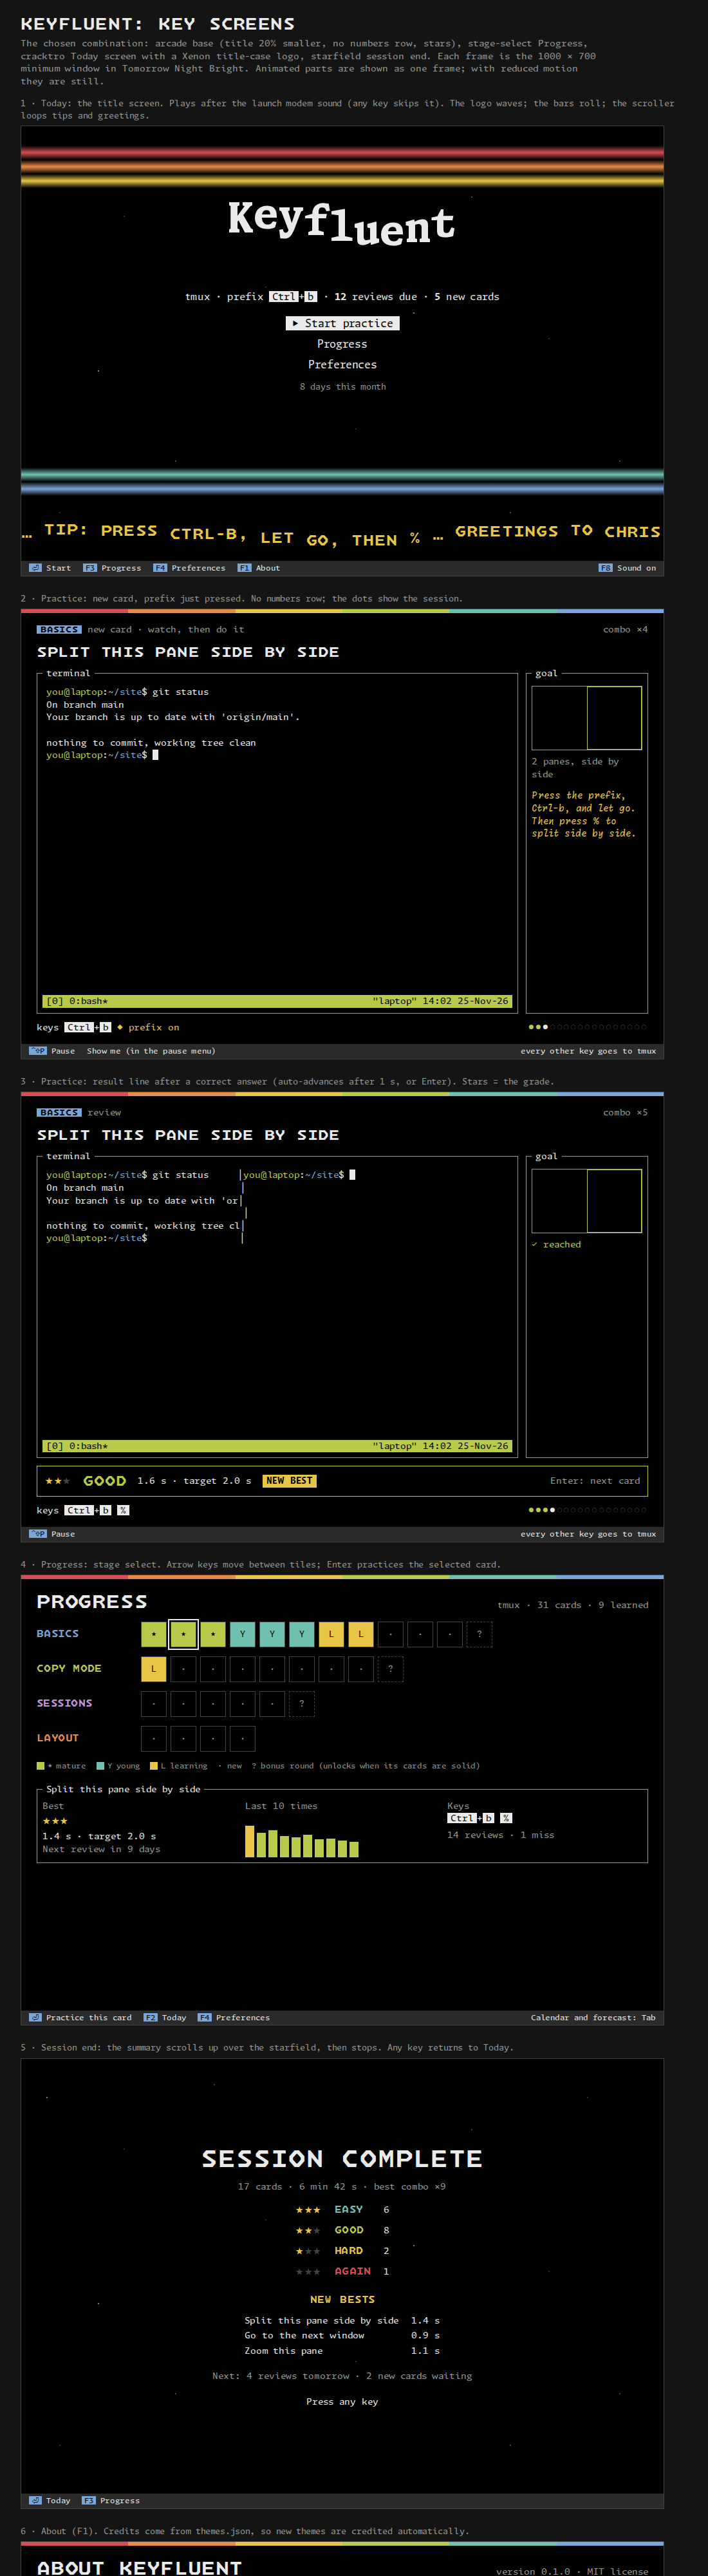 KEYFLUENT: KEY SCREENS
The chosen combination: arcade base (title 20% smaller, no numbers row, stars), stage-select Progress,
cracktro Today screen with a Xenon title-case logo, starfield session end. Each frame is the 1000 × 700
minimum window in Tomorrow Night Bright. Animated parts are shown as one frame; with reduced motion
they are still.
1 · Today: the title screen. Plays after the launch modem sound (any key skips it). The logo waves; the bars roll; the scroller
loops tips and greetings.
Keyfluent
tmux · prefix Ctrl+b · 12 reviews due · 5 new cards
▸ Start practice
Progress
Preferences
8 days this month
… TIP: PRESS CTRL-B, LET GO, THEN % … GREETINGS TO CHRIS
⏎ Start F3 Progress F4 Preferences F1 About F8 Sound on
2 · Practice: new card, prefix just pressed. No numbers row; the dots show the session.
BASICS new card · watch, then do it combo ×4
SPLIT THIS PANE SIDE BY SIDE
terminal
you@laptop:~/site$ git status
On branch main
Your branch is up to date with 'origin/main'.
nothing to commit, working tree clean
you@laptop:~/site$
goal
2 panes, side by
side
Press the prefix,
Ctrl-b, and let go.
Then press % to
split side by side.
[0] 0:bash* "laptop" 14:02 25-Nov-26
keys Ctrl+b ◆ prefix on
⌃⇧P Pause Show me (in the pause menu) every other key goes to tmux
3 · Practice: result line after a correct answer (auto-advances after 1 s, or Enter). Stars = the grade.
BASICS review combo ×5
SPLIT THIS PANE SIDE BY SIDE
terminal
you@laptop:~/site$ git status │you@laptop:~/site$
On branch main │
Your branch is up to date with 'or│
│
nothing to commit, working tree cl│
you@laptop:~/site$ │
goal
✓ reached
[0] 0:bash* "laptop" 14:02 25-Nov-26
★★★ GOOD 1.6 s · target 2.0 s NEW BEST Enter: next card
keys Ctrl+b %
⌃⇧P Pause every other key goes to tmux
4 · Progress: stage select. Arrow keys move between tiles; Enter practices the selected card.
PROGRESS tmux · 31 cards · 9 learned
BASICS * * * Y Y Y L L · · · ?
COPY MODE L · · · · · · · ?
SESSIONS · · · · · ?
LAYOUT · · · ·
* mature Y young L learning · new ? bonus round (unlocks when its cards are solid)
Split this pane side by side
Best
★★★
1.4 s · target 2.0 s
Next review in 9 days
Last 10 times
Keys
Ctrl+b %
14 reviews · 1 miss
⏎ Practice this card F2 Today F4 Preferences Calendar and forecast: Tab
5 · Session end: the summary scrolls up over the starfield, then stops. Any key returns to Today.
SESSION COMPLETE
17 cards · 6 min 42 s · best combo ×9
★★★ EASY 6
★★★ GOOD 8
★★★ HARD 2
★★★ AGAIN 1
NEW BESTS
Split this pane side by side 1.4 s
Go to the next window 0.9 s
Zoom this pane 1.1 s
Next: 4 reviews tomorrow · 2 new cards waiting
Press any key
⏎ Today F3 Progress
6 · About (F1). Credits come from themes.json, so new themes are credited automatically.
ABOUT KEYFLUENT version 0.1.0 · MIT license